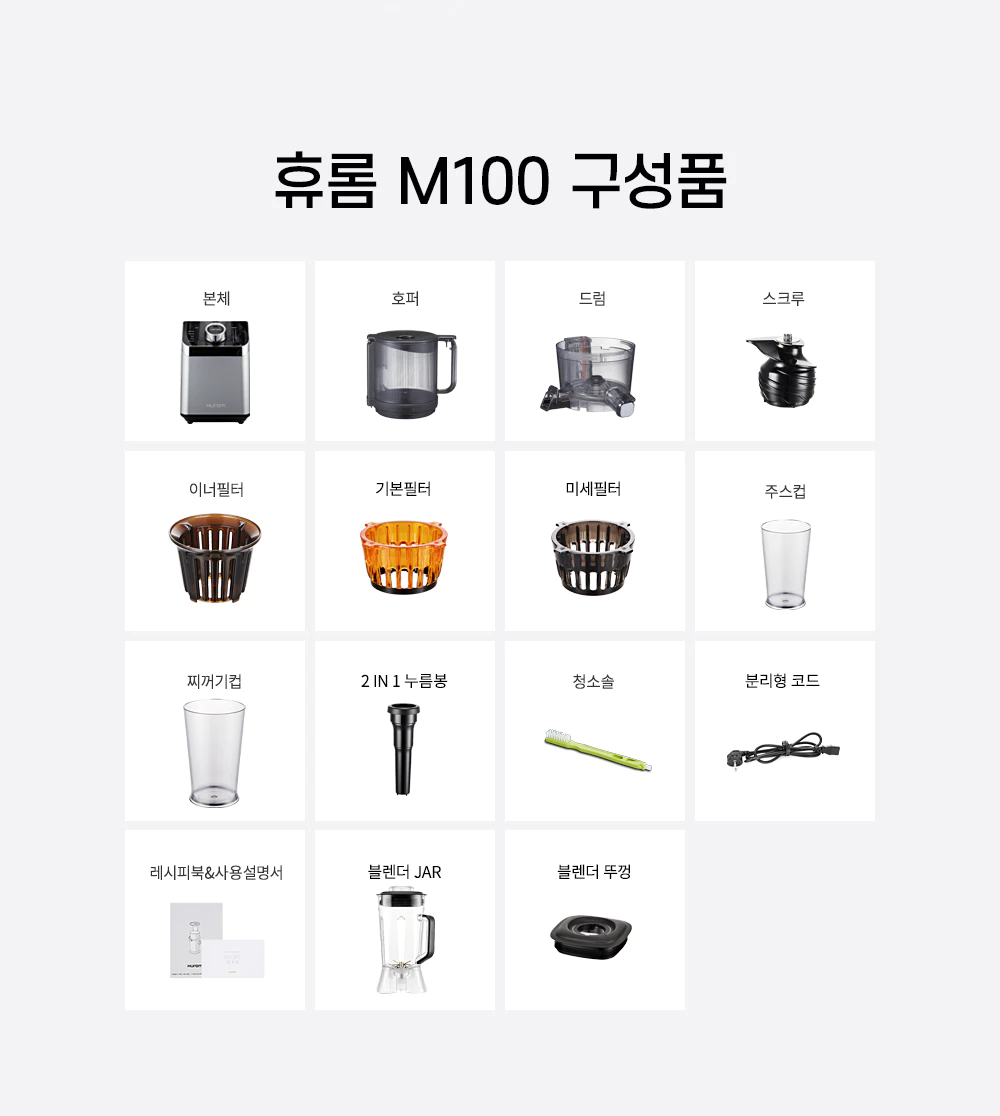 휴롬 M100 구성품
본체
호퍼
드럼
스크루
HUROM
이너필터
기본필터
미세필터
주스컵
찌꺼기컵
2 IN 1 누름봉
청소솔
분리형 코드
레시피북&사용설명서
블렌더 JAR
블렌더 뚜껑
HUROM